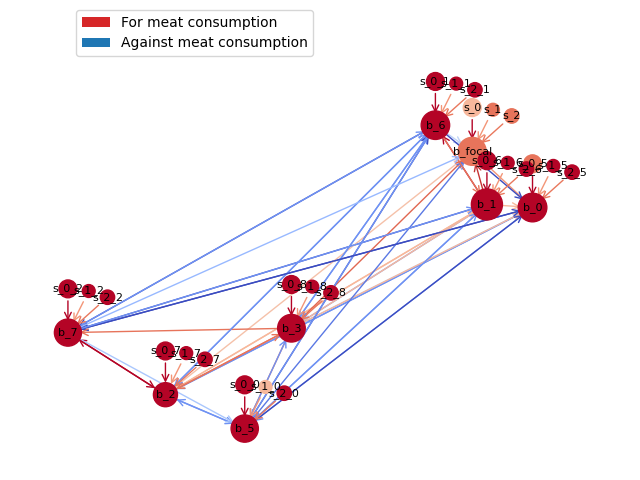 For meat consumption
Against meat consumption
s_0_1
s_1_1
s_2_1
s_0
s_1
s_2
b_6
b_focal
s_0_6
s_1_6
s_2_6
s_0_5
s_1_5
s_2_5
b_1
b_0
s_0_2
s_1_2
s_2_2
b_7
s_0_8
s_1_8
s_2_8
b_3
s_0_7
s_1_7
s_2_7
b_2
s_0_0
s_1_0
s_2_0
b_5